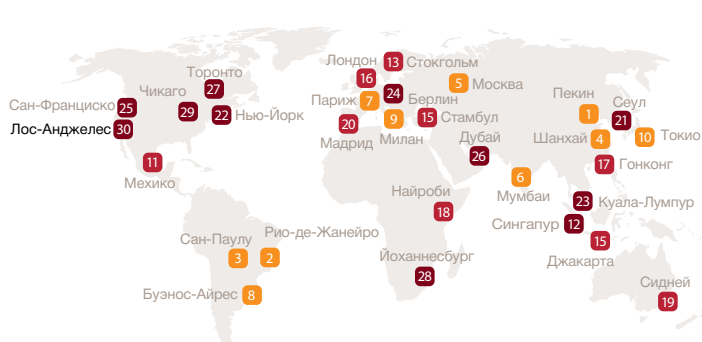 Лондон
13 Стокгольм
16
Торонто
27
Чикаго
Париж 7
24
Берлин
5 Москва
Пекин
1
Сеул
21
Сан-Франциско 25
29
22 Нью-Йорк
Лос-Анджелес 30
20
Мадрид
9
Милан
15 Стамбул
Дубай
26
Шанхай 4
10 Токио
11
Мехико
6
Мумбаи
17 Гонконг
Найроби
18
23 Куала-Лумпур
Сингапур 12
Сан-Паулу
3
Рио-де-Жанейро
2
Йоханнесбург
28
15
Джакарта
Буэнос-Айрес 8
Сидней
19